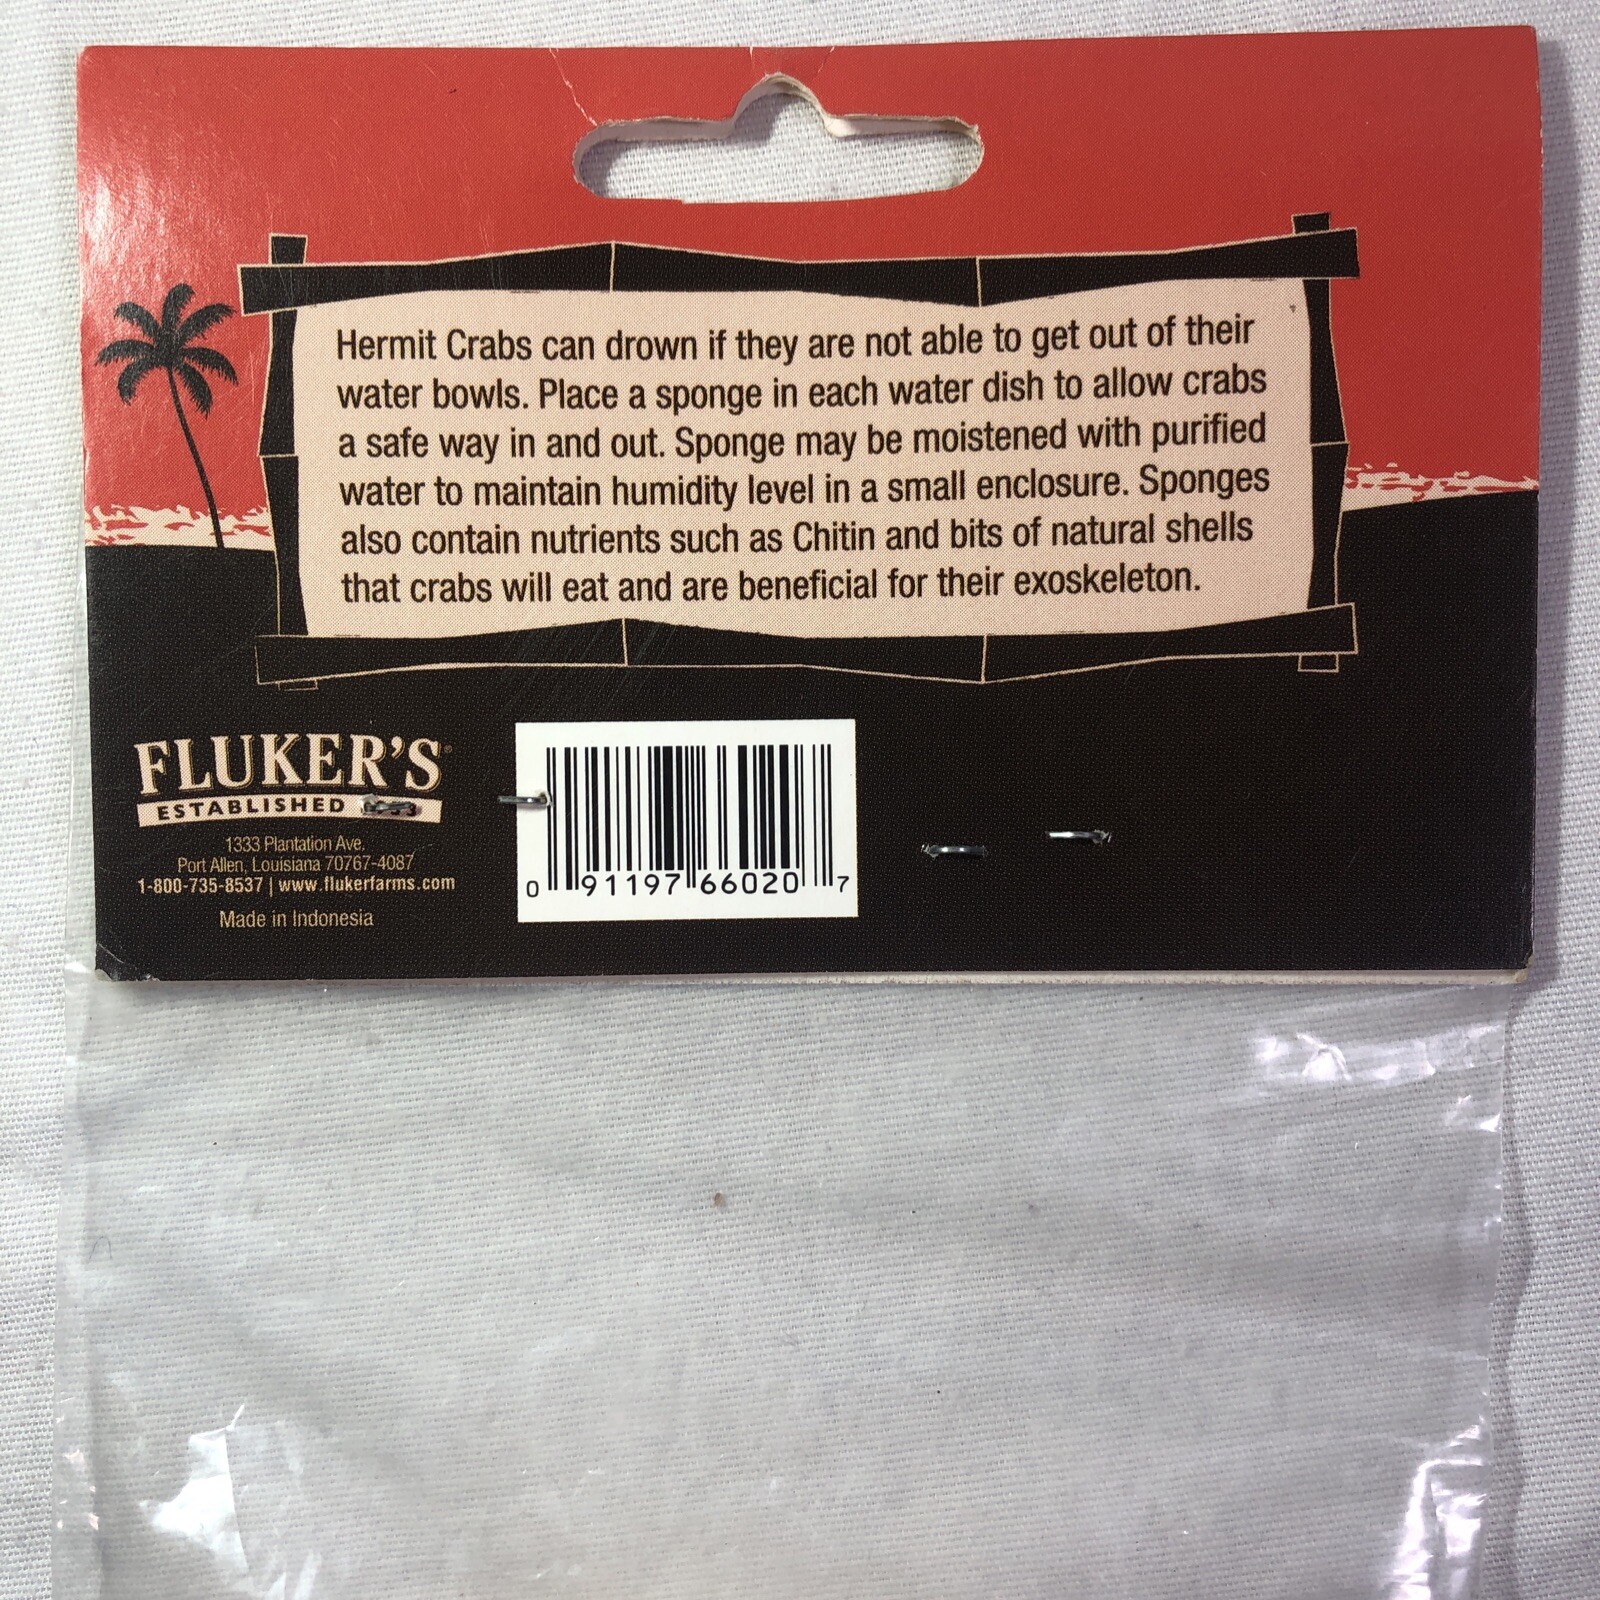 Hermit Crabs can drown if they are not able to get out of their
water bowls. Place a sponge in each water dish to allow crabs
a safe way in and out. Sponge may be moistened with purified
water to maintain humidity level in a small enclosure. Sponges
also contain nutrients such as Chitin and bits of natural shells
that crabs will eat and are beneficial for their exoskeleton.
FLUKER'S®
ESTABLISHED
1333 Plantation Ave.
Port Allen, Louisiana 70767-4087
1-800-735-8537 | www.flukerfarms.com
Made in Indonesia
0 91197 66020 7